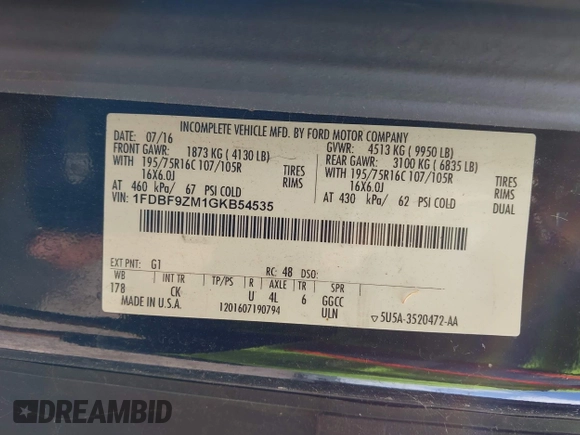 INCOMPLETE VEHICLE MFD. BY FORD MOTOR COMPANY
DATE: 07/16
GVWR: 4513 KG ( 9950 LB)
FRONT GAWR: 1873 KG ( 4130 LB)
REAR GAWR: 3100 KG ( 6835 LB)
WITH 195/75R16C 107/105R TIRES
WITH 195/75R16C 107/105R TIRES
16X6.0J RIMS
16X6.0J RIMS
AT 460 kPa/ 67 PSI COLD
AT 430 kPa/ 62 PSI COLD DUAL
VIN: 1FDBF9ZM1GKB54535
EXT PNT: G1 RC: 48 DSO:
WB INT TR TP/PS R AXLE TR SPR
178 CK U 4L 6 GGCC
MADE IN U.S.A. 1201607190794 ULN
5U5A-3520472-AA
DREAMBID